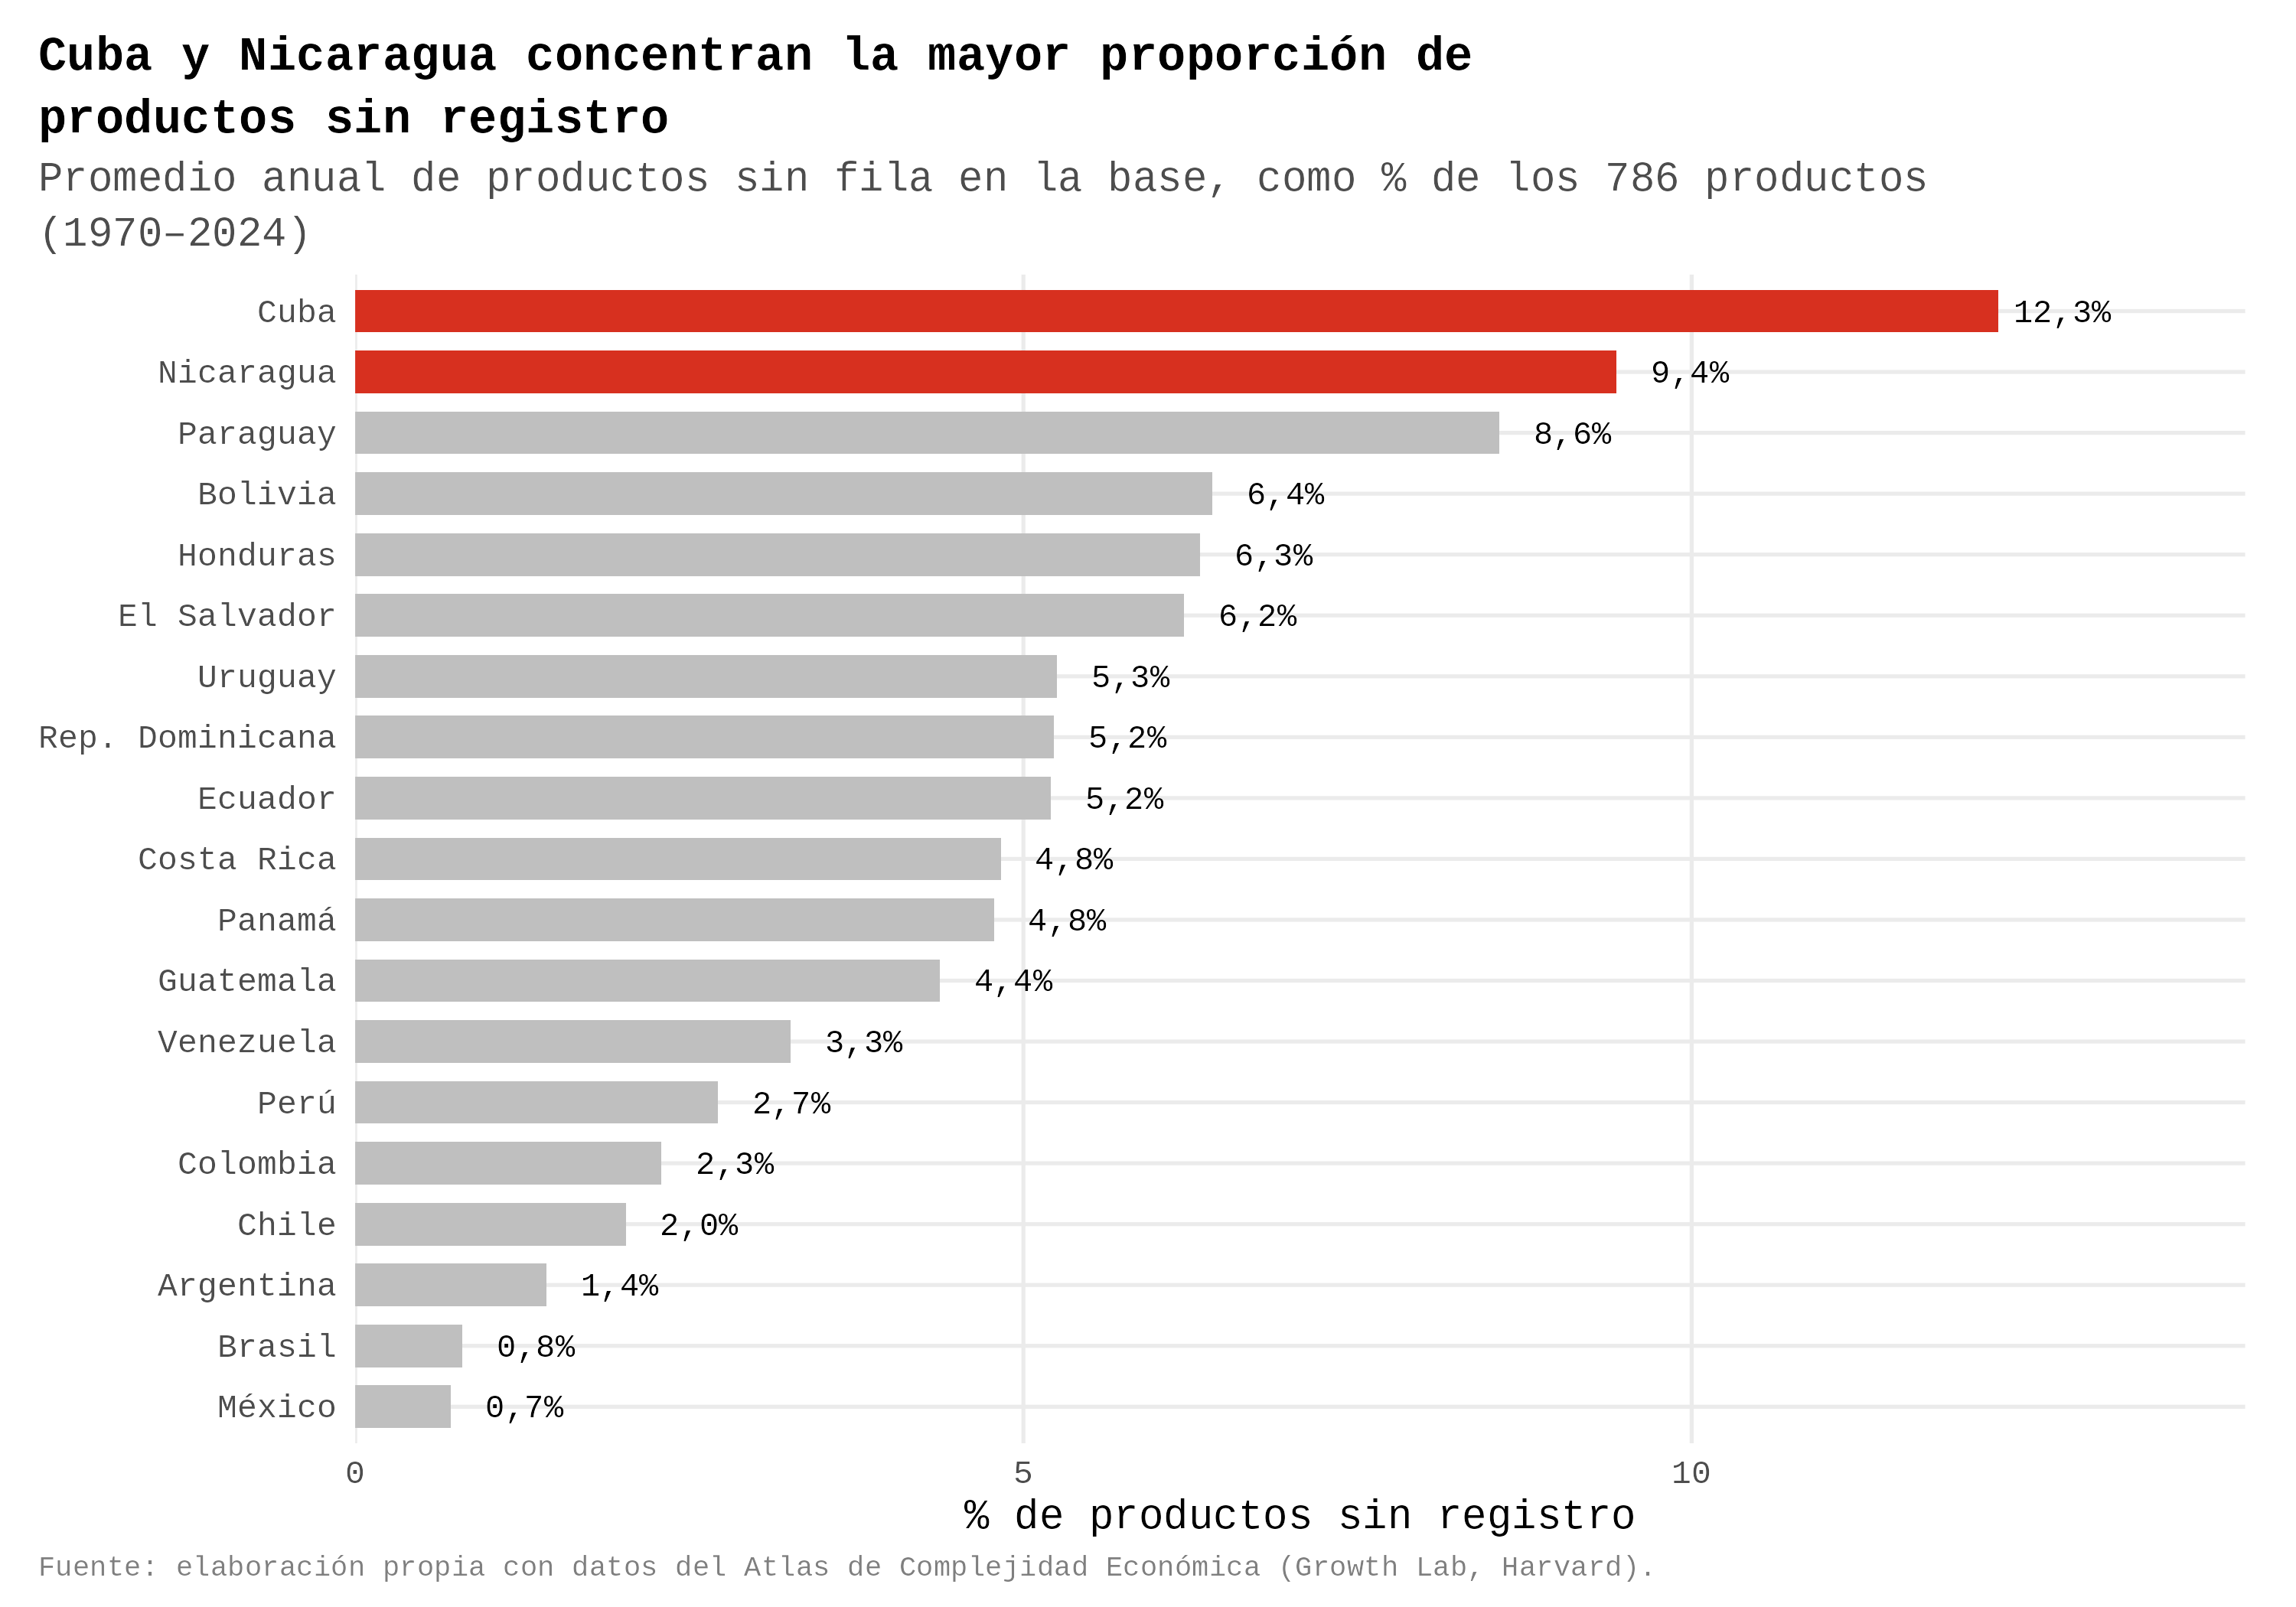 Cuba y Nicaragua concentran la mayor proporción de
productos sin registro
Promedio anual de productos sin fila en la base, como % de los 786 productos
(1970–2024)
Cuba 12,3%
Nicaragua 9,4%
Paraguay 8,6%
Bolivia 6,4%
Honduras 6,3%
El Salvador 6,2%
Uruguay 5,3%
Rep. Dominicana 5,2%
Ecuador 5,2%
Costa Rica 4,8%
Panamá 4,8%
Guatemala 4,4%
Venezuela 3,3%
Perú 2,7%
Colombia 2,3%
Chile 2,0%
Argentina 1,4%
Brasil 0,8%
México 0,7%
0 5 10
% de productos sin registro
Fuente: elaboración propia con datos del Atlas de Complejidad Económica (Growth Lab, Harvard).